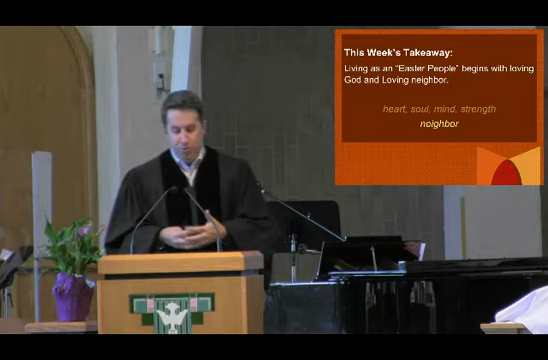 This Week's Takeaway:
Living as an "Easter People" begins with loving
God and Loving neighbor.
heart, soul, mind, strength
neighbor